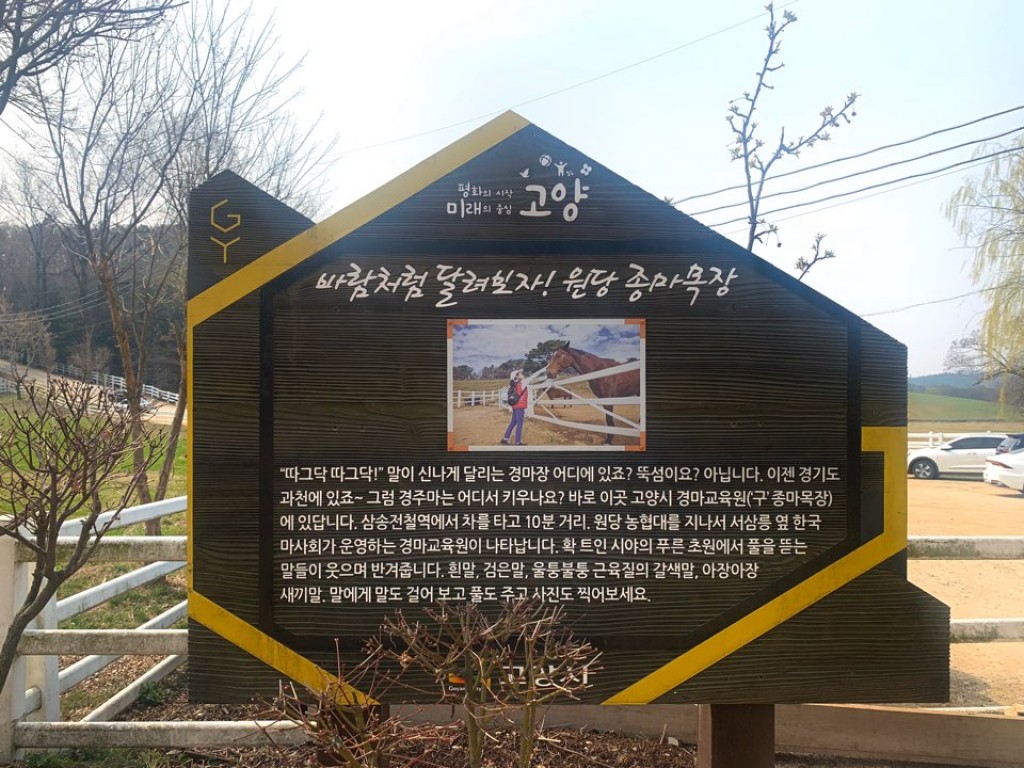 GY
평화의 시작
미래의 중심 고양
바람처럼 달려보자! 원당 종마목장
“따그닥 따그닥!” 말이 신나게 달리는 경마장 어디에 있죠? 뚝섬이요? 아닙니다. 이젠 경기도
과천에 있죠~ 그럼 경주마는 어디서 키우나요? 바로 이곳 고양시 경마교육원('구' 종마목장)
에 있답니다. 삼송전철역에서 차를 타고 10분 거리. 원당 농협대를 지나서 서삼릉 옆 한국
마사회가 운영하는 경마교육원이 나타납니다. 확 트인 시야의 푸른 초원에서 풀을 뜯는
말들이 웃으며 반겨줍니다. 흰말, 검은말, 울퉁불퉁 근육질의 갈색말, 아장아장
새끼말. 말에게 말도 걸어 보고 풀도 주고 사진도 찍어보세요.
고양시